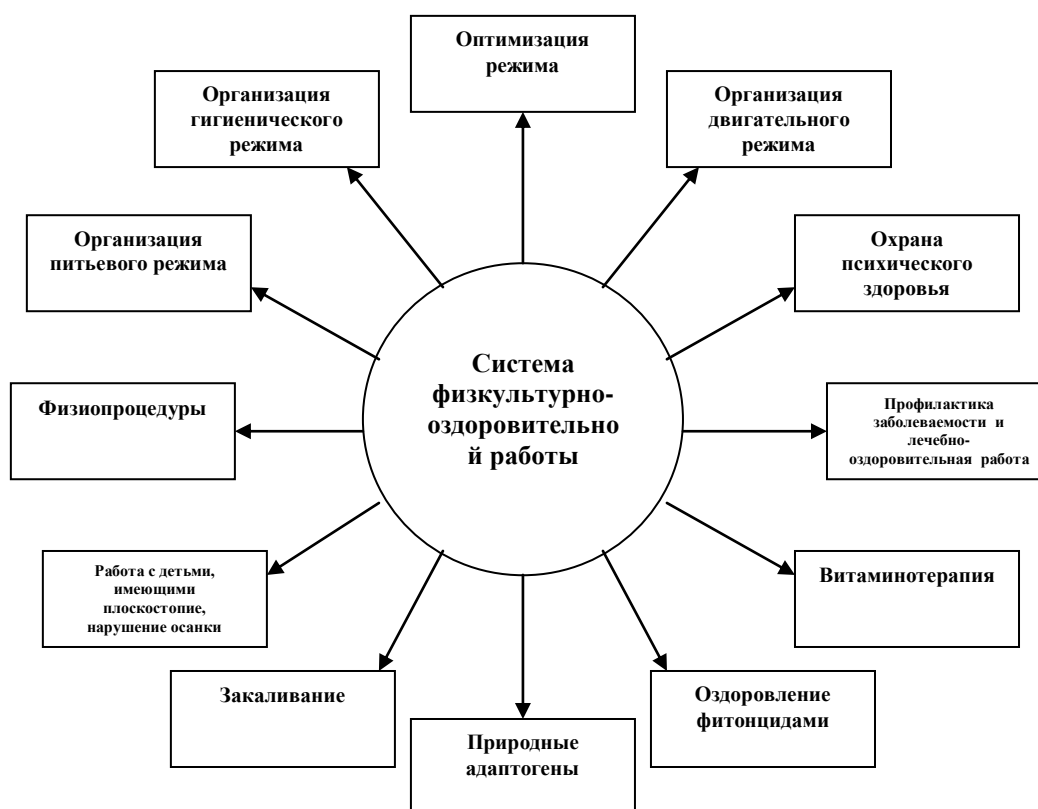 Оптимизация
режима
Организация
гигиенического
режима
Организация
двигательного
режима
Организация
питьевого режима
Охрана
психического
здоровья
Система
физкультурно-
оздоровительно
й работы
Физиопроцедуры
Профилактика
заболеваемости и
лечебно-
оздоровительная работа
Работа с детьми,
имеющими
плоскостопие,
нарушение осанки
Витаминотерапия
Закаливание
Оздоровление
фитонцидами
Природные
адаптогены